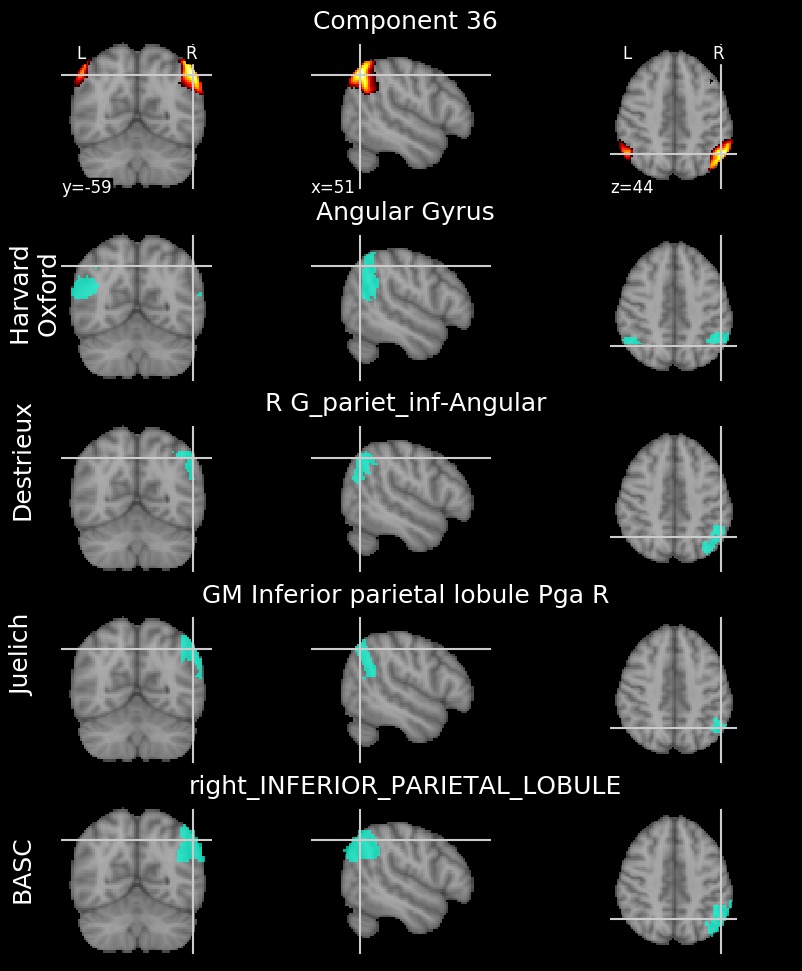 Component 36
L R
L R
y=-59
x=51
z=44
Angular Gyrus
Harvard
Oxford
R G_pariet_inf-Angular
Destrieux
GM Inferior parietal lobule Pga R
Juelich
right_INFERIOR_PARIETAL_LOBULE
BASC